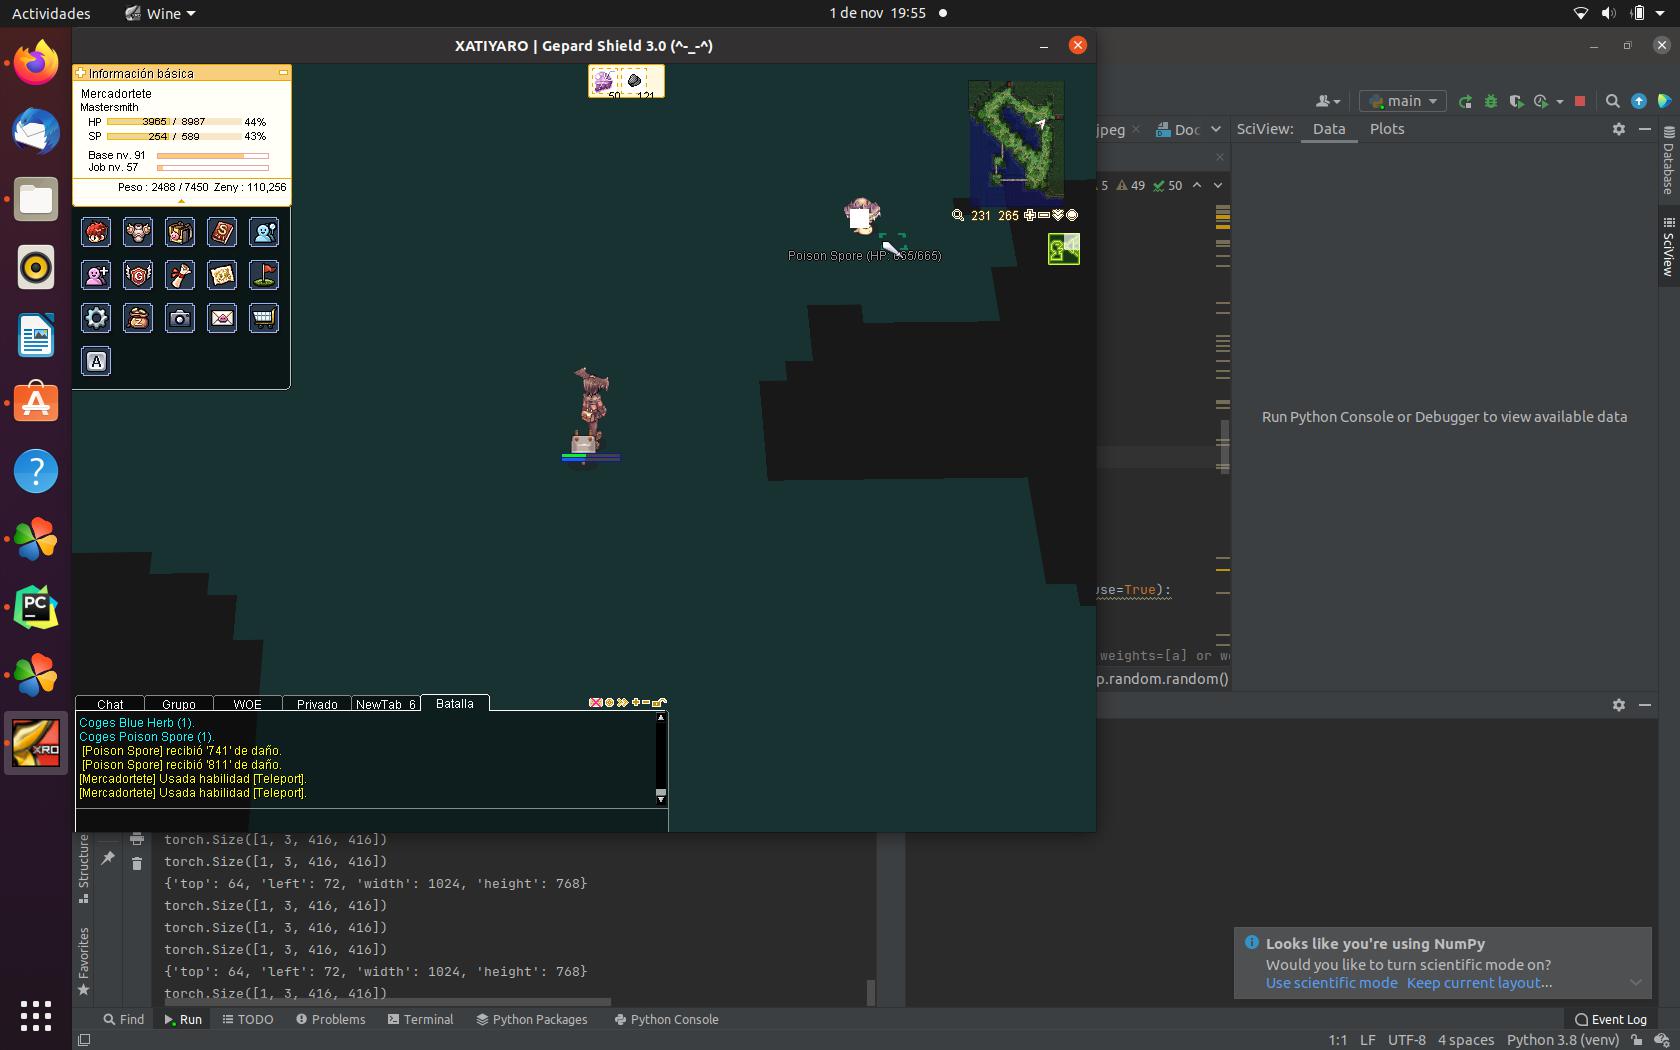 Actividades
Wine
1 de nov 19:55
XATIYARO | Gepard Shield 3.0 (^-_-^)
Información básica
Mercadortete
Mastersmith
HP 3965 / 8987 44%
SP 254 / 589 43%
Base nv. 91
Job nv. 57
Peso : 2488 / 7450 Zeny : 110,256
50 121
231 265
Poison Spore (HP: 665/665)
A
Chat Grupo WOE Privado NewTab 6 Batalla
Coges Blue Herb (1).
Coges Poison Spore (1).
[Poison Spore] recibió '741' de daño.
[Poison Spore] recibió '811' de daño.
[Mercadortete] Usada habilidad [Teleport].
[Mercadortete] Usada habilidad [Teleport].
main
jpeg
Doc
SciView: Data Plots
5 49 50
Database
SciView
Run Python Console or Debugger to view available data
use=True):
weights=[a] or we
p.random.random()
PC
XRO
Structure
Favorites
torch.Size([1, 3, 416, 416])
torch.Size([1, 3, 416, 416])
{'top': 64, 'left': 72, 'width': 1024, 'height': 768}
torch.Size([1, 3, 416, 416])
torch.Size([1, 3, 416, 416])
torch.Size([1, 3, 416, 416])
{'top': 64, 'left': 72, 'width': 1024, 'height': 768}
torch.Size([1, 3, 416, 416])
Looks like you're using NumPy
Would you like to turn scientific mode on?
Use scientific mode Keep current layout...
Find Run TODO Problems Terminal Python Packages Python Console
Event Log
1:1 LF UTF-8 4 spaces Python 3.8 (venv)